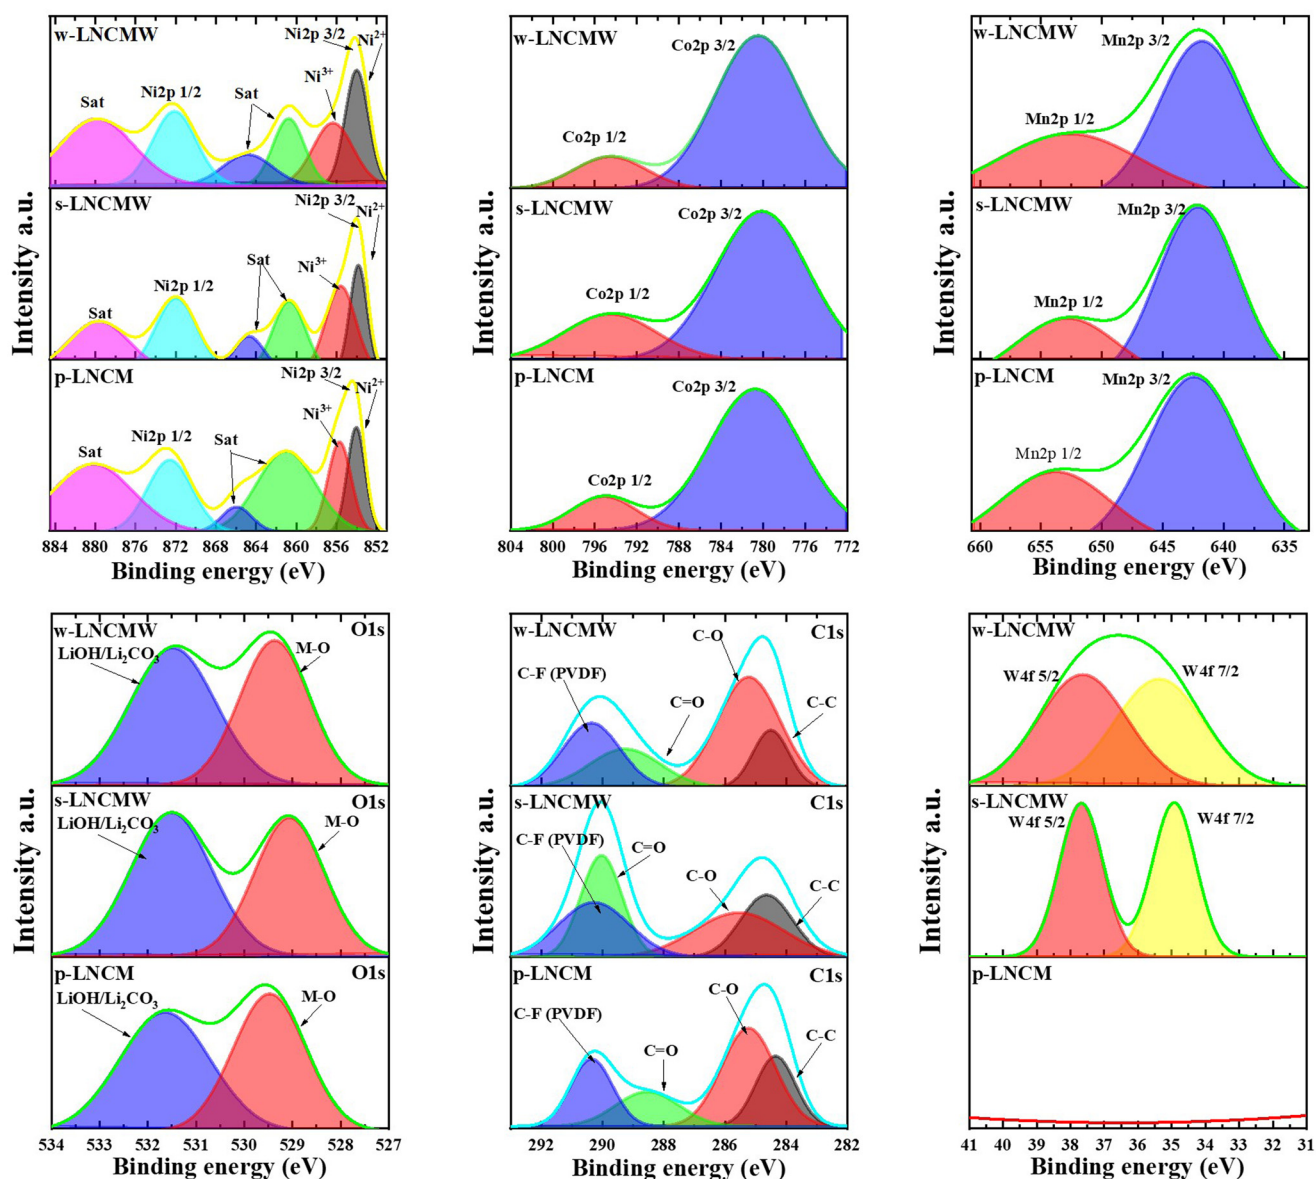 w-LNCMW
Ni2p 3/2
Ni²⁺
Ni³⁺
Sat
Ni2p 1/2
Sat
s-LNCMW
Ni2p 3/2
Ni²⁺
Ni³⁺
Sat
Ni2p 1/2
Sat
p-LNCM
Ni2p 3/2
Ni²⁺
Ni³⁺
Sat
Ni2p 1/2
Sat
Intensity a.u.
884 880 876 872 868 864 860 856 852
Binding energy (eV)
w-LNCMW
Co2p 3/2
Co2p 1/2
s-LNCMW
Co2p 3/2
Co2p 1/2
p-LNCM
Co2p 3/2
Co2p 1/2
Intensity a.u.
804 800 796 792 788 784 780 776 772
Binding energy (eV)
w-LNCMW
Mn2p 3/2
Mn2p 1/2
s-LNCMW
Mn2p 3/2
Mn2p 1/2
p-LNCM
Mn2p 3/2
Mn2p 1/2
Intensity a.u.
660 655 650 645 640 635
Binding energy (eV)
w-LNCMW
O1s
LiOH/Li₂CO₃
M-O
s-LNCMW
O1s
LiOH/Li₂CO₃
M-O
p-LNCM
O1s
LiOH/Li₂CO₃
M-O
Intensity a.u.
534 533 531 530 529 528 527
Binding energy (eV)
w-LNCMW
C1s
C-O
C-F (PVDF)
C=O
C-C
s-LNCMW
C1s
C-F (PVDF)
C=O
C-O
C-C
p-LNCM
C1s
C-O
C-F (PVDF)
C=O
C-C
Intensity a.u.
292 290 288 286 284 282
Binding energy (eV)
w-LNCMW
W4f 5/2
W4f 7/2
s-LNCMW
W4f 5/2
W4f 7/2
p-LNCM
Intensity a.u.
41 38 37 36 35 34 33 33 31 31
Binding energy (eV)